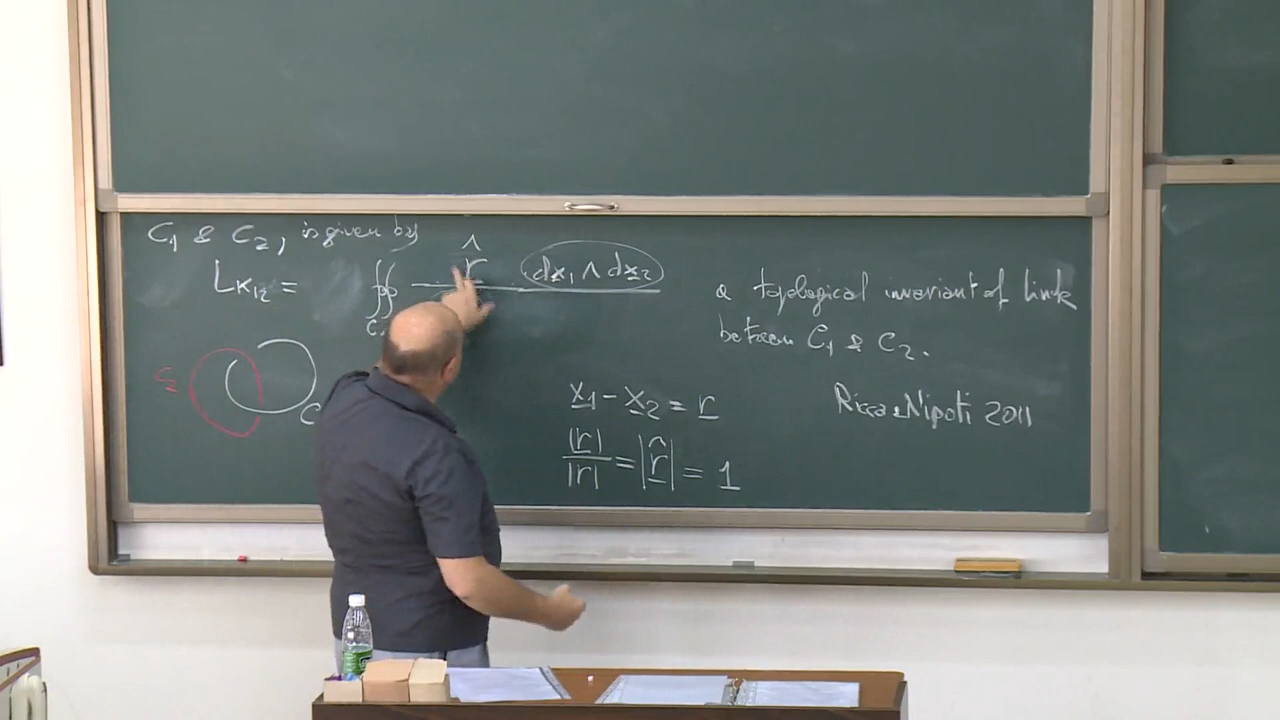 C₁ & C₂, is given by
Lk₁₂ = ∯ r̂ dx₁ ∧ dx₂
C
C₂
C
a topological invariant of link
between C₁ & C₂.
x₁ - x₂ = r
|r|/|r| = |r̂| = 1
Ricca & Nipoti 2011